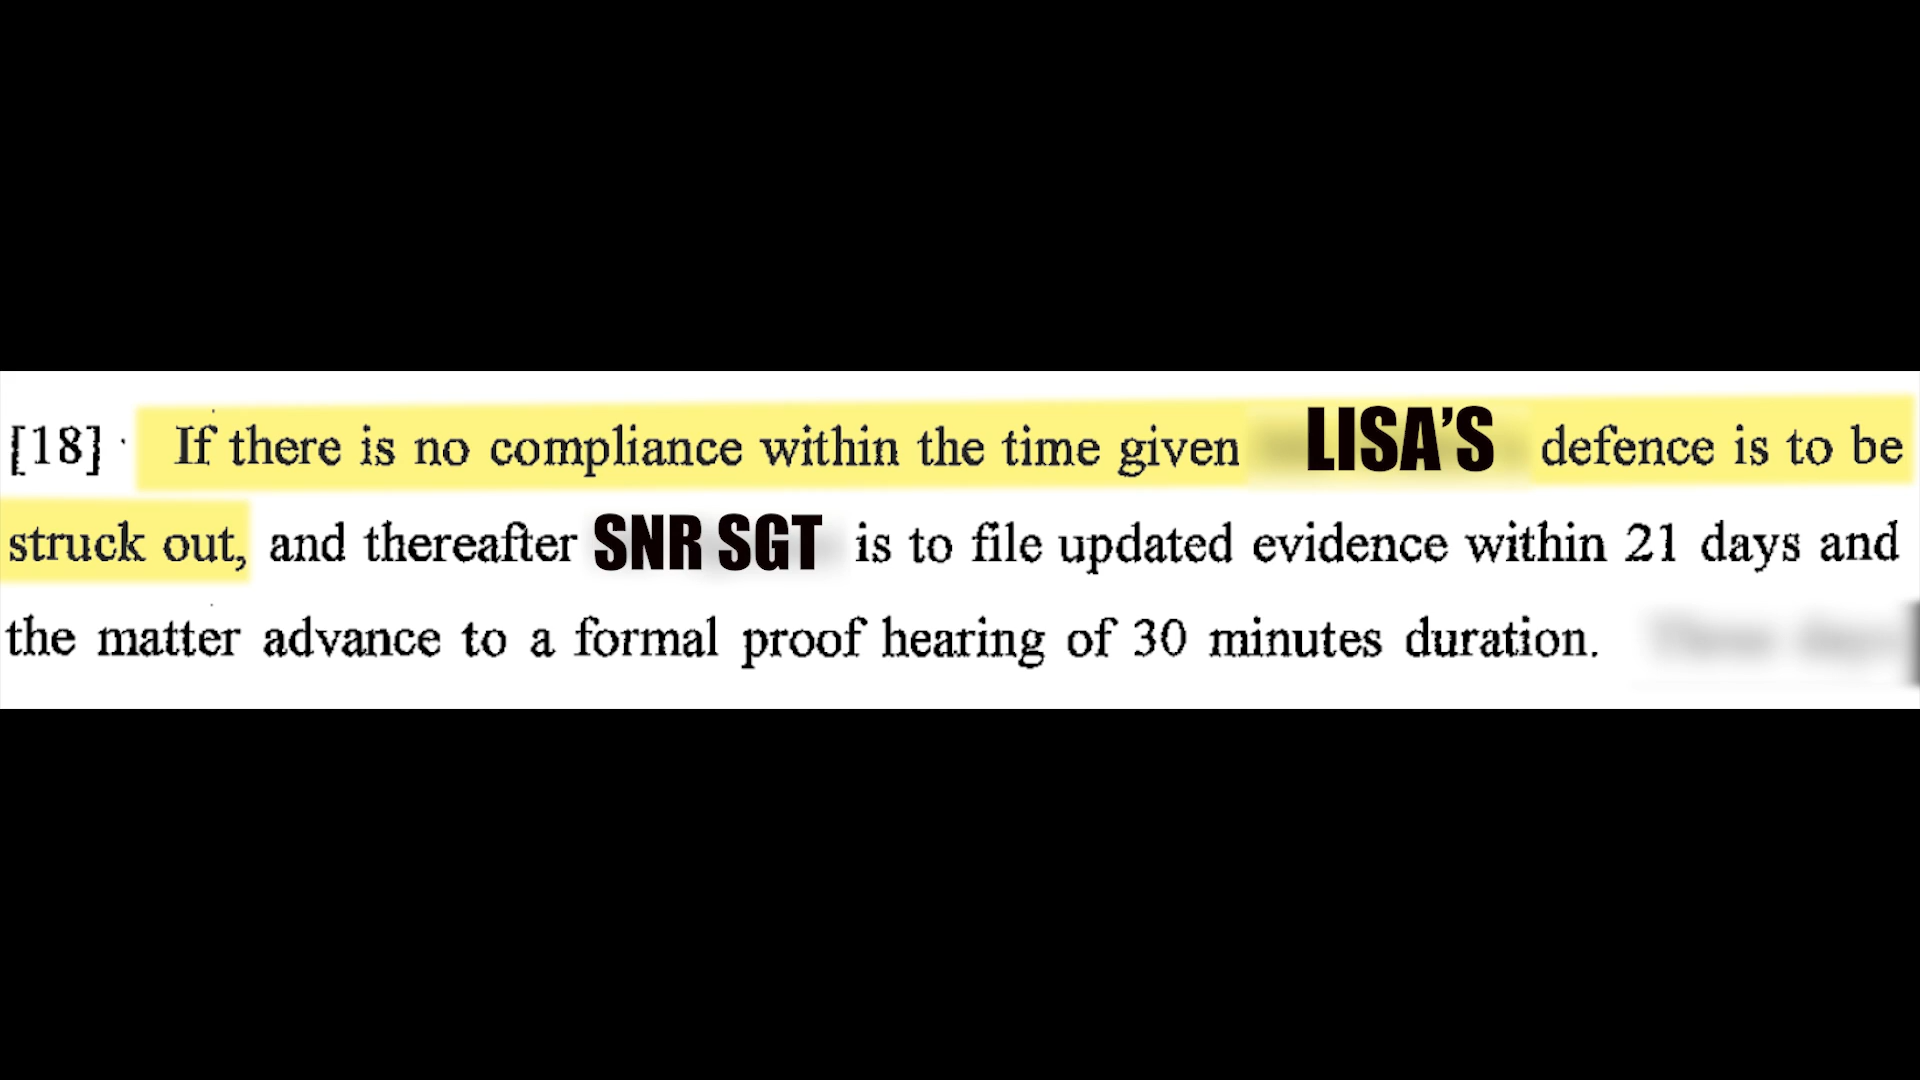 [18] If there is no compliance within the time given LISA'S defence is to be
struck out, and thereafter SNR SGT is to file updated evidence within 21 days and
the matter advance to a formal proof hearing of 30 minutes duration.